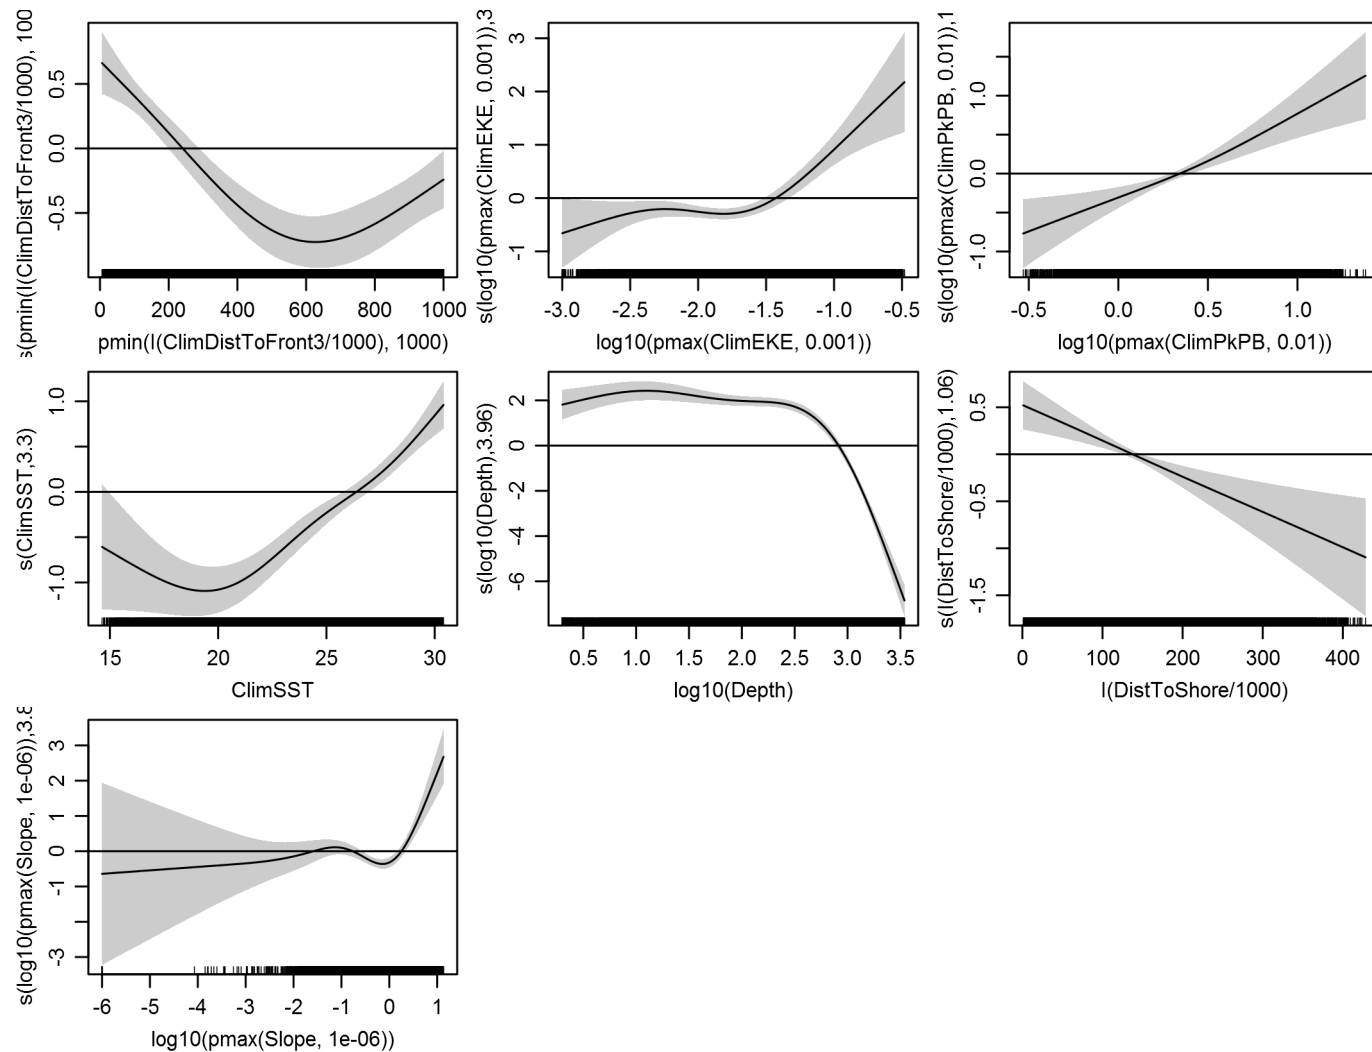 s(pmin(I(ClimDistToFront3/1000), 100
0.5
0.0
0.5
0 200 400 600 800 1000
pmin(I(ClimDistToFront3/1000), 1000)
s(log10(pmax(ClimEKE, 0.001)),3
3
2
1
0
-1
-3.0 -2.5 -2.0 -1.5 -1.0 -0.5
log10(pmax(ClimEKE, 0.001))
s(log10(pmax(ClimPkPB, 0.01)),1
1.0
0.0
-1.0
-0.5 0.0 0.5 1.0
log10(pmax(ClimPkPB, 0.01))
s(ClimSST,3.3)
1.0
0.0
-1.0
15 20 25 30
ClimSST
s(log10(Depth),3.96)
2
0
-2
-4
-6
0.5 1.0 1.5 2.0 2.5 3.0 3.5
log10(Depth)
s(I(DistToShore/1000),1.06)
0.5
-0.5
-1.5
0 100 200 300 400
I(DistToShore/1000)
s(log10(pmax(Slope, 1e-06)),3.8
3
2
1
0
-1
-3
-6 -5 -4 -3 -2 -1 0 1
log10(pmax(Slope, 1e-06))